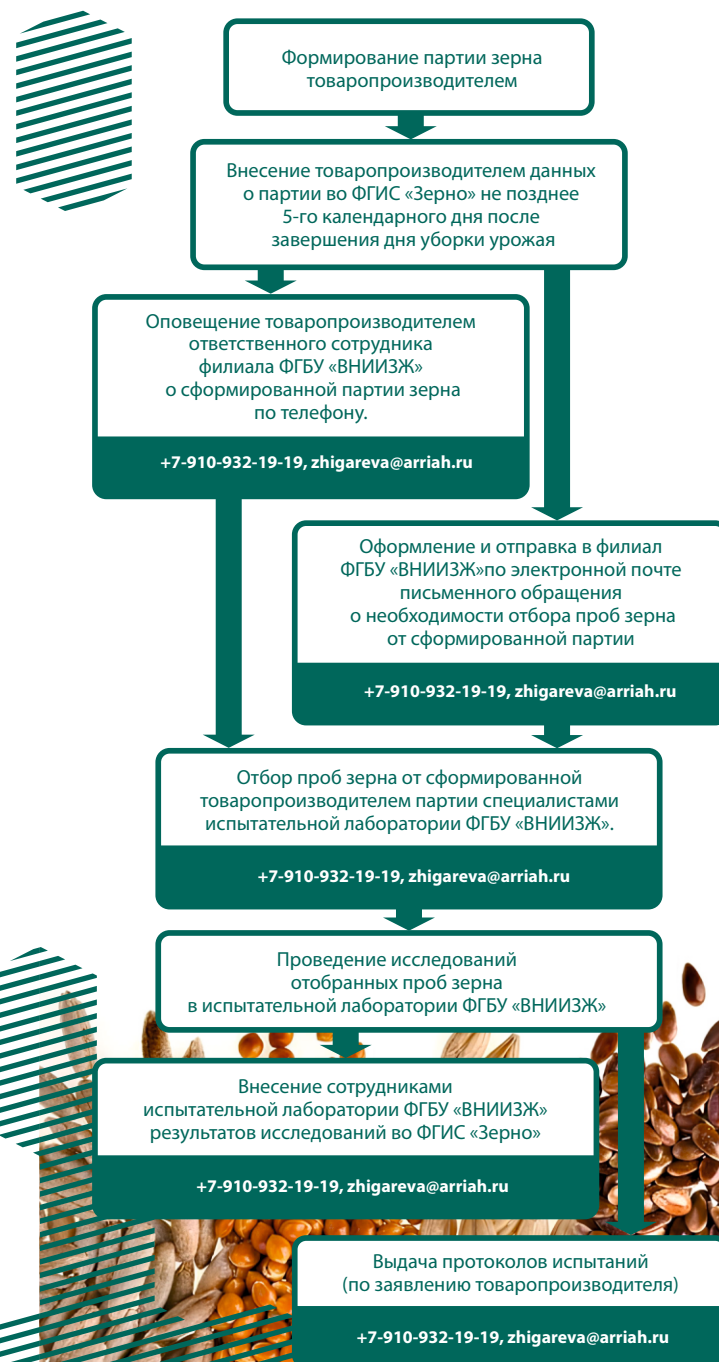 Формирование партии зерна
товаропроизводителем
Внесение товаропроизводителем данных
о партии во ФГИС «Зерно» не позднее
5-го календарного дня после
завершения дня уборки урожая
Оповещение товаропроизводителем
ответственного сотрудника
филиала ФГБУ «ВНИИЗЖ»
о сформированной партии зерна
по телефону.
+7-910-932-19-19, zhigareva@arriah.ru
Оформление и отправка в филиал
ФГБУ «ВНИИЗЖ»по электронной почте
письменного обращения
о необходимости отбора проб зерна
от сформированной партии
+7-910-932-19-19, zhigareva@arriah.ru
Отбор проб зерна от сформированной
товаропроизводителем партии специалистами
испытательной лаборатории ФГБУ «ВНИИЗЖ».
+7-910-932-19-19, zhigareva@arriah.ru
Проведение исследований
отобранных проб зерна
в испытательной лаборатории ФГБУ «ВНИИЗЖ»
Внесение сотрудниками
испытательной лаборатории ФГБУ «ВНИИЗЖ»
результатов исследований во ФГИС «Зерно»
+7-910-932-19-19, zhigareva@arriah.ru
Выдача протоколов испытаний
(по заявлению товаропроизводителя)
+7-910-932-19-19, zhigareva@arriah.ru